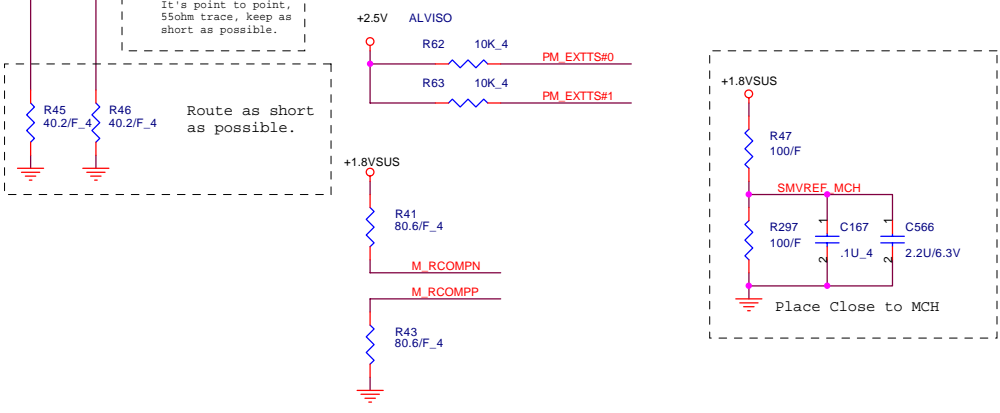 It's point to point,
55ohm trace, keep as
short as possible.
R45
40.2/F_4
R46
40.2/F_4
Route as short
as possible.
+2.5V
ALVISO
R62
10K_4
PM_EXTTS#0
R63
10K_4
PM_EXTTS#1
+1.8VSUS
R41
80.6/F_4
M_RCOMPN
M_RCOMPP
R43
80.6/F_4
+1.8VSUS
R47
100/F
SMVREF_MCH
R297
100/F
1
C167
.1U_4
2
1
C566
2.2U/6.3V
2
Place Close to MCH